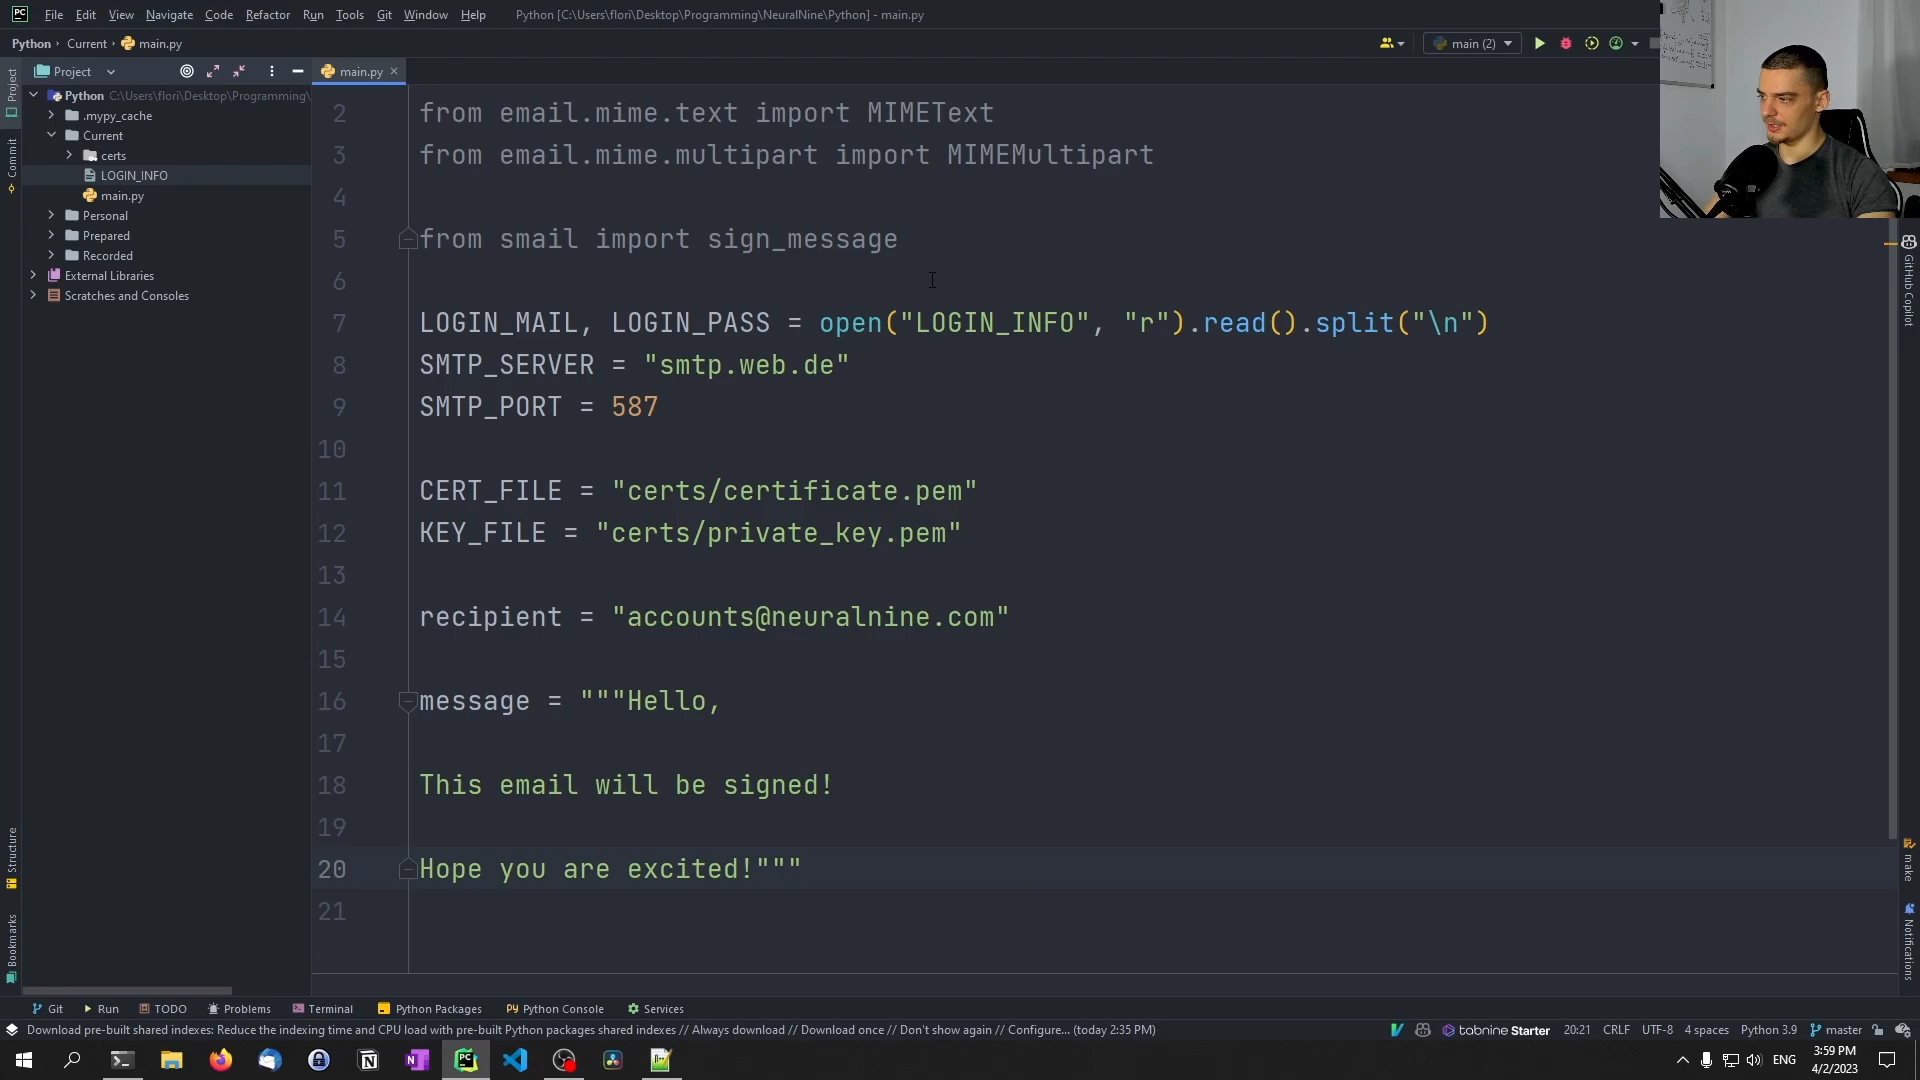 File Edit View Navigate Code Refactor Run Tools Git Window Help Python [C:\Users\flori\Desktop\Programming\NeuralNine\Python] - main.py
Python › Current › main.py
main (2)
Project
main.py
Python C:\Users\flori\Desktop\Programming\
.mypy_cache
Current
certs
LOGIN_INFO
main.py
Personal
Prepared
Recorded
External Libraries
Scratches and Consoles
Project
Commit
Structure
Bookmarks
2 from email.mime.text import MIMEText
3 from email.mime.multipart import MIMEMultipart
4
5 from smail import sign_message
6
7 LOGIN_MAIL, LOGIN_PASS = open("LOGIN_INFO", "r").read().split("\n")
8 SMTP_SERVER = "smtp.web.de"
9 SMTP_PORT = 587
10
11 CERT_FILE = "certs/certificate.pem"
12 KEY_FILE = "certs/private_key.pem"
13
14 recipient = "accounts@neuralnine.com"
15
16 message = """Hello,
17
18 This email will be signed!
19
20 Hope you are excited!"""
21
GitHub Copilot
make
Notifications
Git Run TODO Problems Terminal Python Packages Python Console Services
Download pre-built shared indexes: Reduce the indexing time and CPU load with pre-built Python packages shared indexes // Always download // Download once // Don't show again // Configure... (today 2:35 PM)
tabnine Starter 20:21 CRLF UTF-8 4 spaces Python 3.9 master
ENG
3:59 PM
4/2/2023